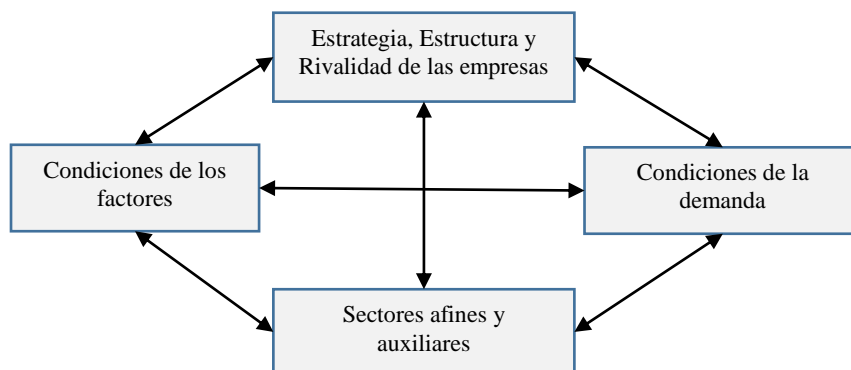 Estrategia, Estructura y
Rivalidad de las empresas
Condiciones de los
factores
Condiciones de la
demanda
Sectores afines y
auxiliares